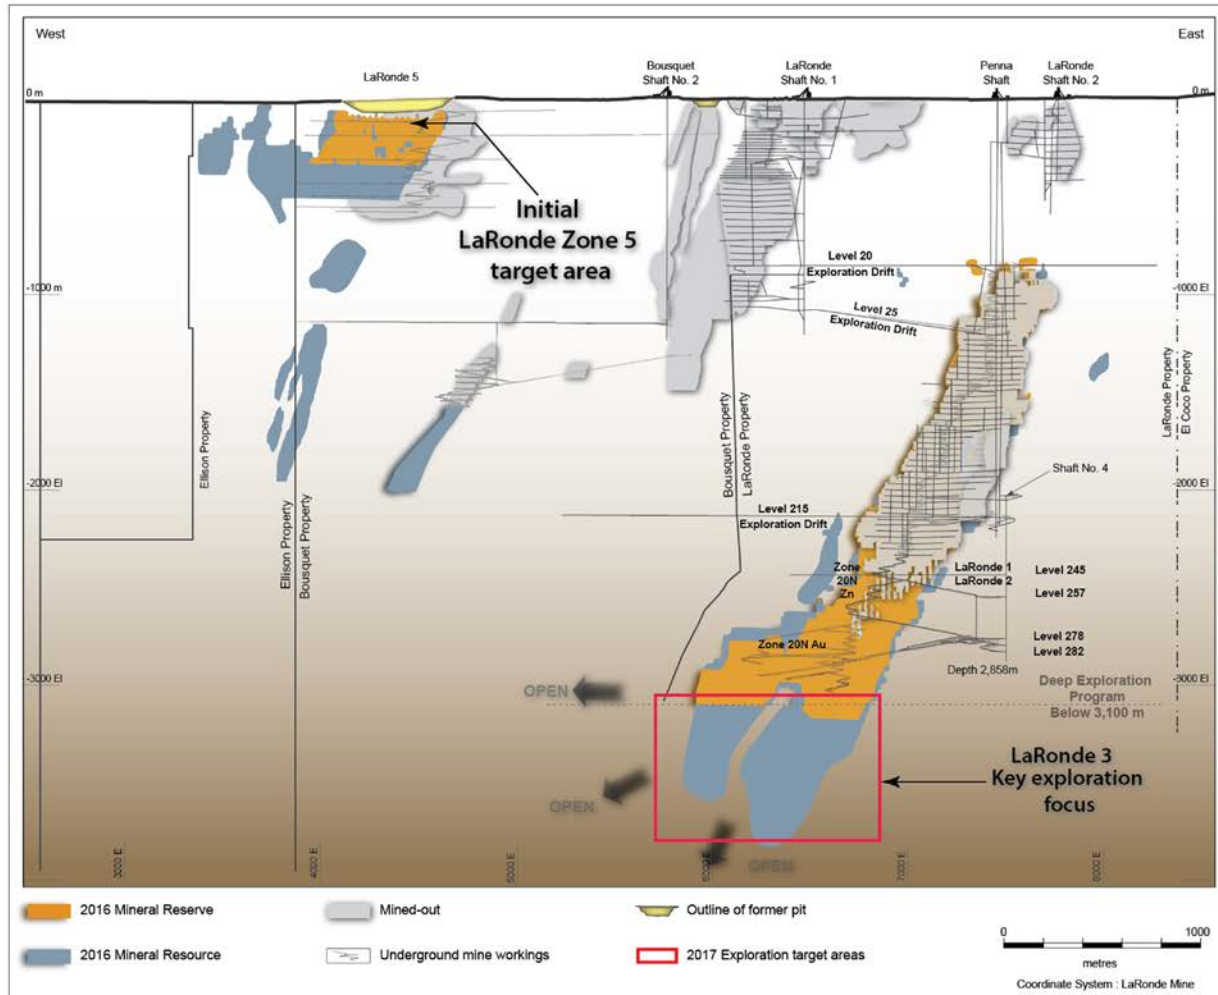 West
East
LaRonde 5
Bousquet
Shaft No. 2
LaRonde
Shaft No. 1
Penna
Shaft
LaRonde
Shaft No. 2
0 m
0 m
Initial
LaRonde Zone 5
target area
Level 20
Exploration Drift
-1000 m
-1000 El
Level 25
Exploration Drift
Ellison Property
Ellison Property
Bousquet Property
Bousquet Property
LaRonde Property
LaRonde Property
El Coco Property
Shaft No. 4
-2000 El
-2000 El
Level 215
Exploration Drift
Zone
20N
Zn
LaRonde 1
LaRonde 2
Level 245
Level 257
Zone 20N Au
Level 278
Level 282
Depth 2,858m
-3000 El
-3000 El
Deep Exploration
Program
Below 3,100 m
OPEN
LaRonde 3
Key exploration
focus
OPEN
OPEN
3000 E
4000 E
5000 E
6000 E
7000 E
8000 E
2016 Mineral Reserve
Mined-out
Outline of former pit
2016 Mineral Resource
Underground mine workings
2017 Exploration target areas
0
1000
metres
Coordinate System : LaRonde Mine